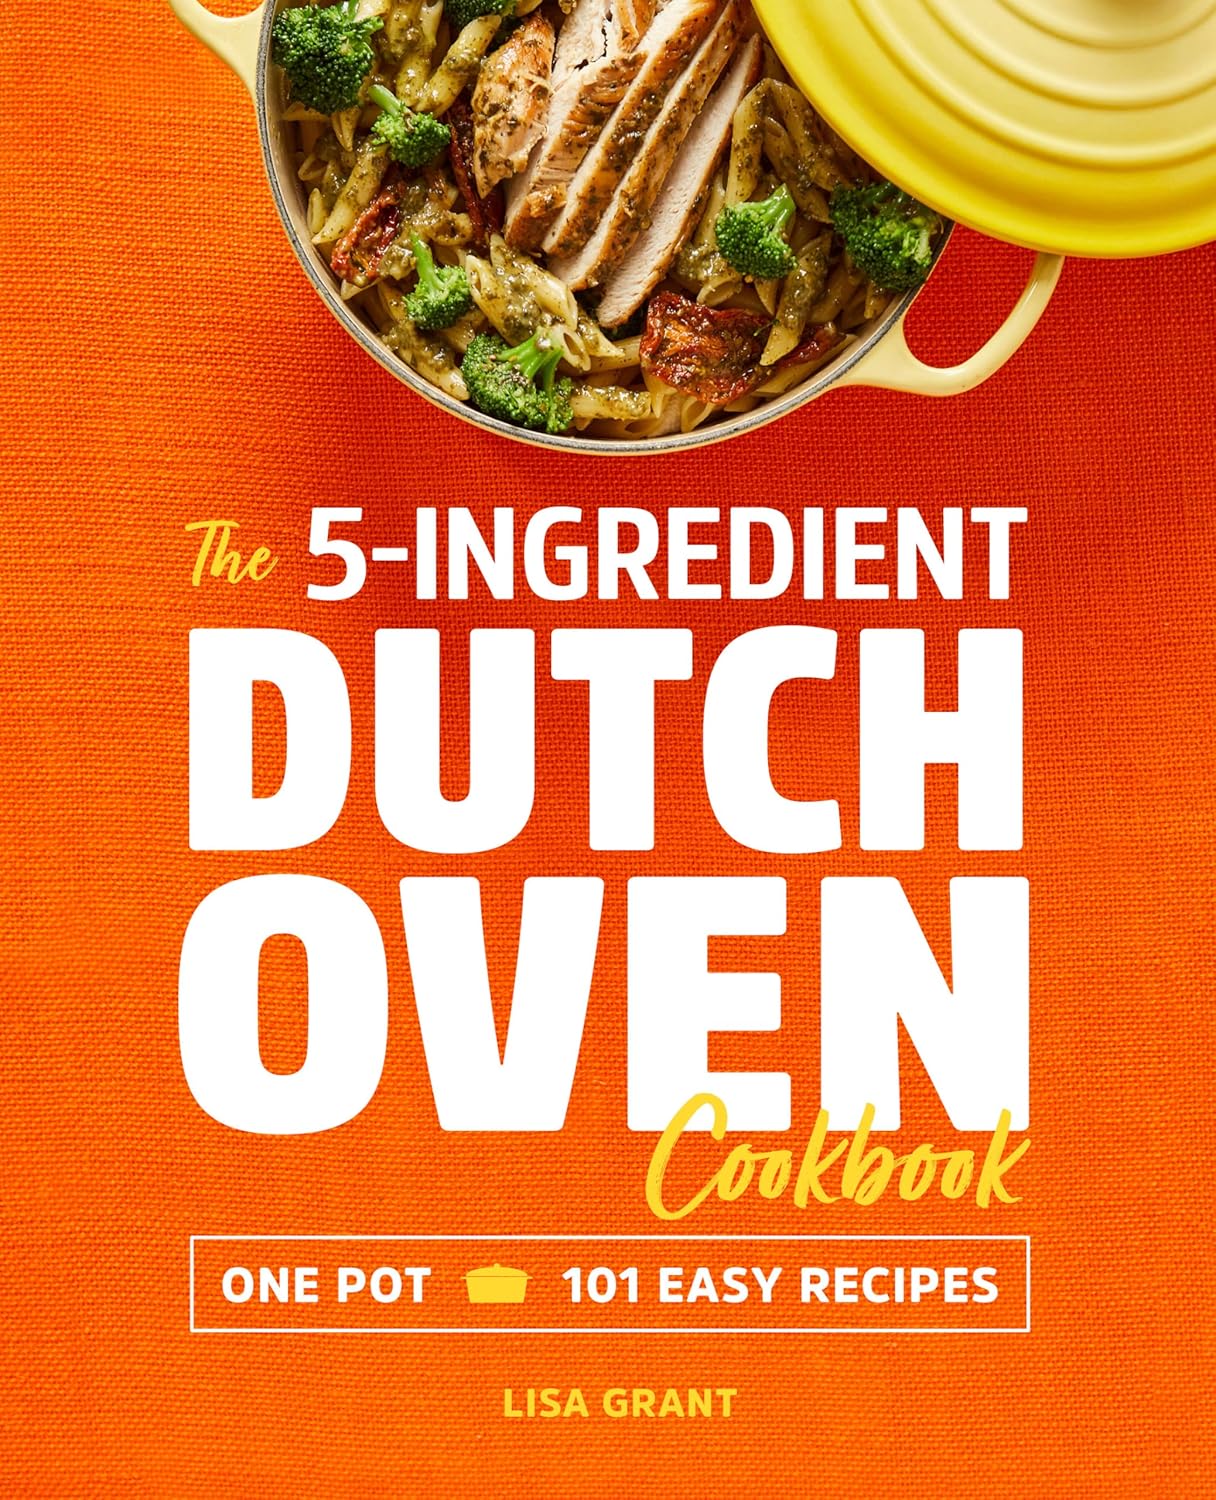 The 5-INGREDIENT
DUTCH
OVEN
Cookbook
ONE POT 101 EASY RECIPES
LISA GRANT